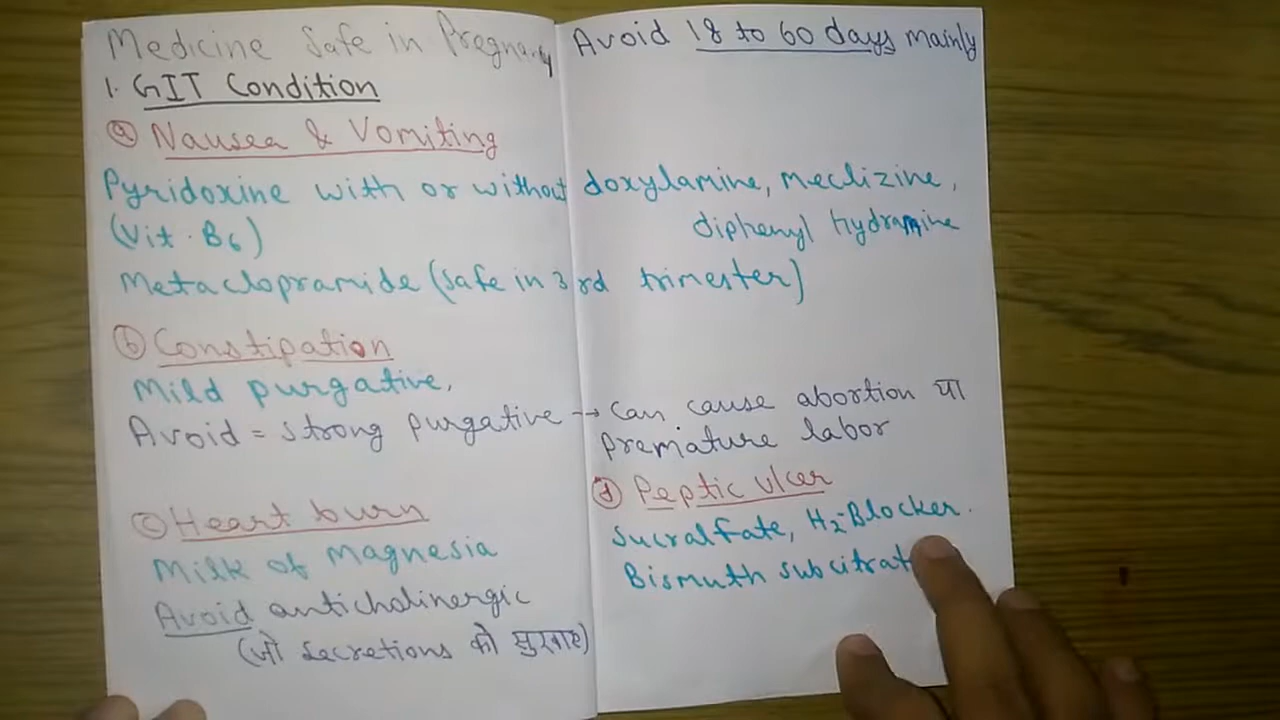 Medicine Safe in Pregnancy Avoid 18 to 60 days mainly
1. GIT Condition
a Nausea & Vomiting
Pyridoxine with or without doxylamine, meclizine,
(Vit. B6) diphenyl hydramine
Metaclopramide (Safe in 3rd trimester)
b Constipation
Mild purgative,
Avoid = strong purgative → can cause abortion या
premature labor
c Heart burn
Milk of magnesia
Avoid anticholinergic
(जो secretions को सुखाए)
d Peptic ulcer
Sucralfate, H2-Blocker.
Bismuth subcitrat